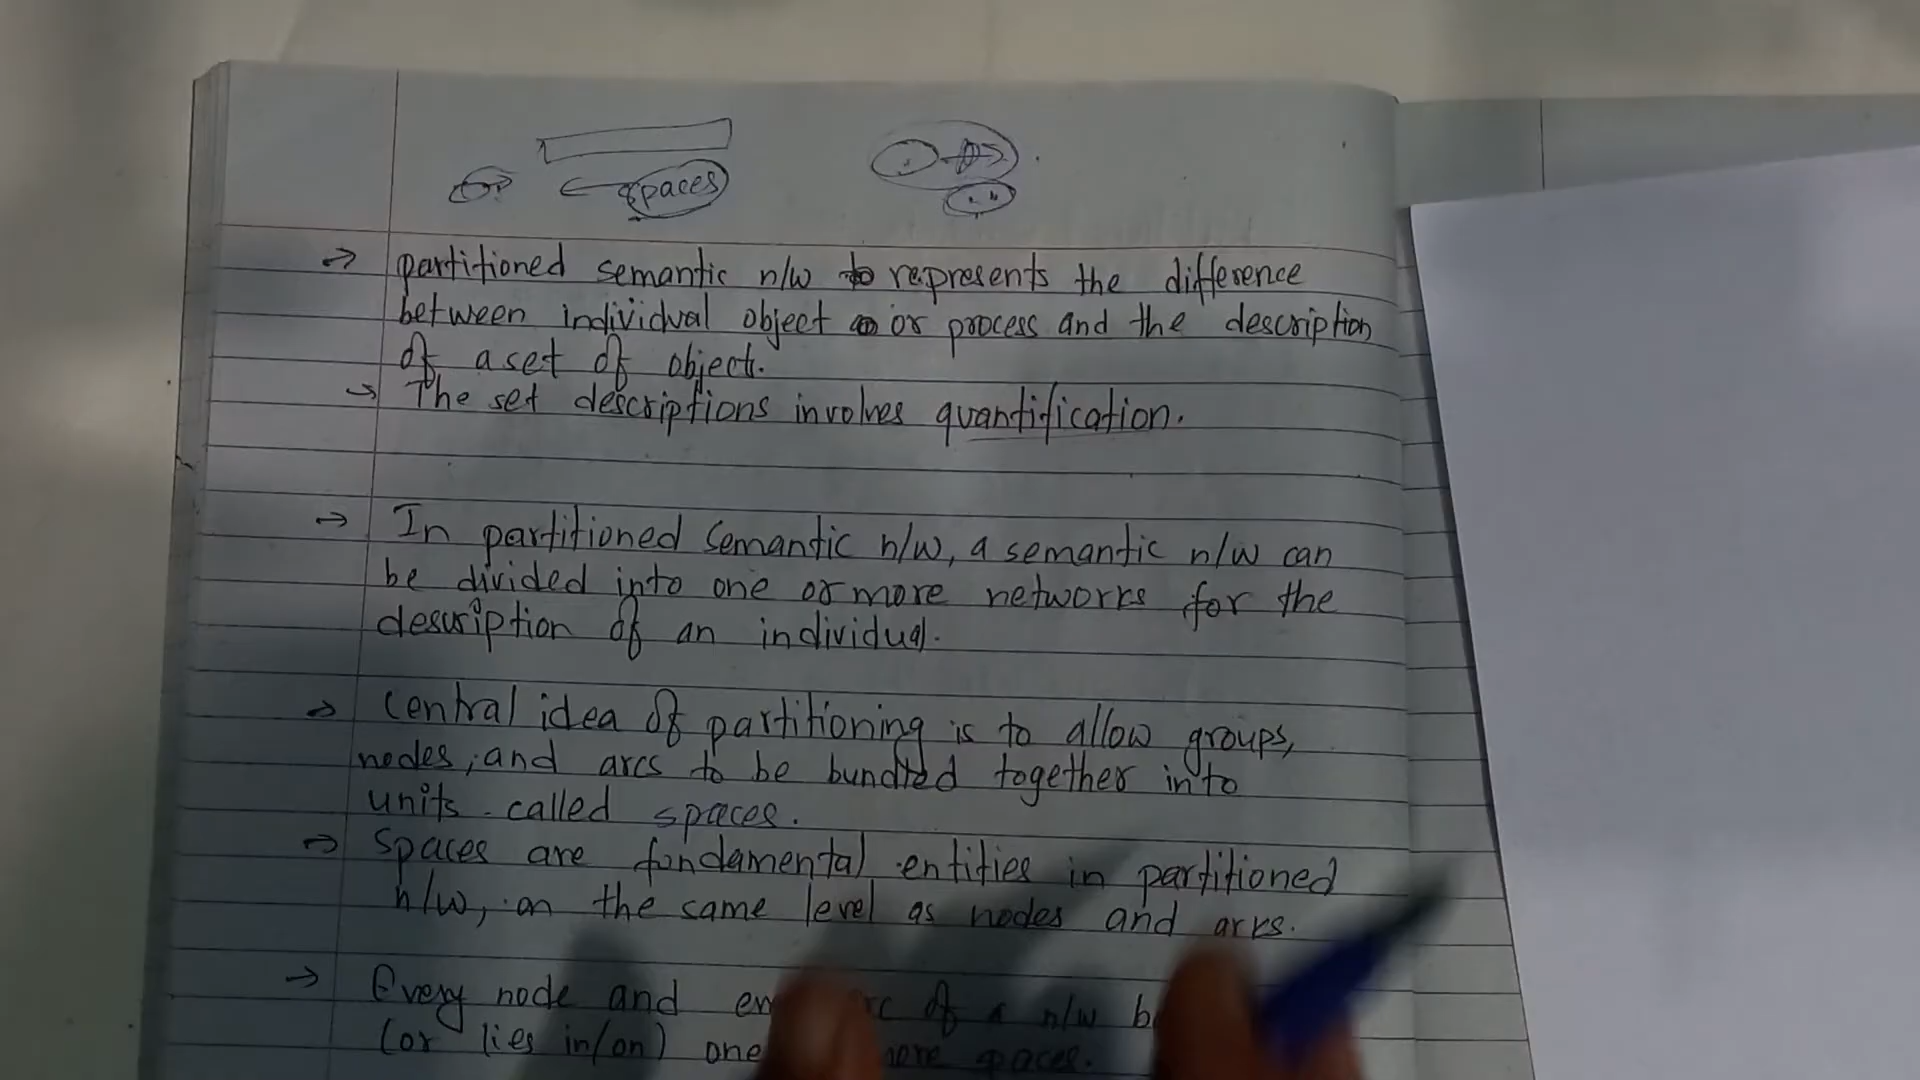 spaces
→ partitioned semantic n/w to represents the difference
between individual object or process and the description
of a set of object.
→ The set descriptions involves quantification.
→ In partitioned semantic n/w, a semantic n/w can
be divided into one or more networks for the
description of an individual.
→ Central idea of partitioning is to allow groups,
nodes, and arcs to be bundled together into
units called spaces.
→ Spaces are fundamental entities in partitioned
n/w, on the same level as nodes and arks.
→ Every node and of a n/w
(or lies in/on) one more spaces.